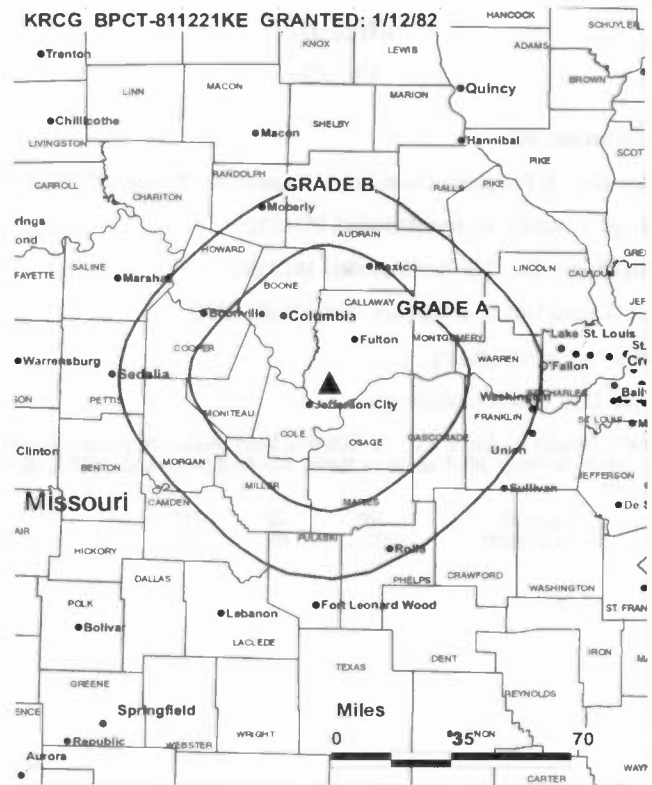 KRCG BPCT-811221KE GRANTED: 1/12/82
HANCOCK
SCHUYLER
KNOX
LEWIS
ADAMS
Trenton
LINN
MACON
BROWN
Quincy
MARION
Chillicothe
SHELBY
Macon
Hannibal
LIVINGSTON
PIKE
SCOT
RANDOLPH
CARROLL
CHARITON
GRADE B
RALLS
PIKE
Moberly
AUDRAIN
HOWARD
SALINE
FAYETTE
Mexico
LINCOLN
CALHOUN
Marshall
BOONE
CALLAWAY
GRADE A
Boonville
Columbia
MONTGOMERY
Lake St. Louis
Fulton
COOPER
WARREN
O'Fallon
Warrensburg
Sedalia
Washington
ST CHARLES
PETTIS
Jefferson City
MONITEAU
FRANKLIN
ST LOUIS
COLE
OSAGE
GASCONADE
Clinton
Union
MORGAN
BENTON
MILLER
JEFFERSON
Sullivan
Missouri
CAMDEN
MARIES
De S
PULASKI
HICKORY
Rolla
DALLAS
PHELPS
CRAWFORD
WASHINGTON
POLK
Lebanon
Fort Leonard Wood
ST. FRAN
Bolivar
LACLEDE
DENT
IRON
TEXAS
GREENE
REYNOLDS
Springfield
Miles
WRIGHT
Republic
WEBSTER
0 35 70
Aurora
CARTER
WAYN